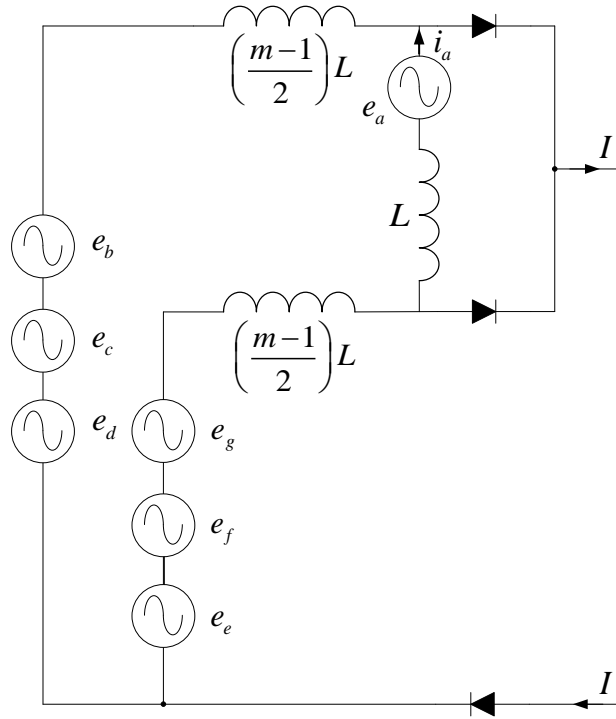 (m-1/2)L
i_a
e_a
I
L
e_b
e_c
e_d
(m-1/2)L
e_g
e_f
e_e
I